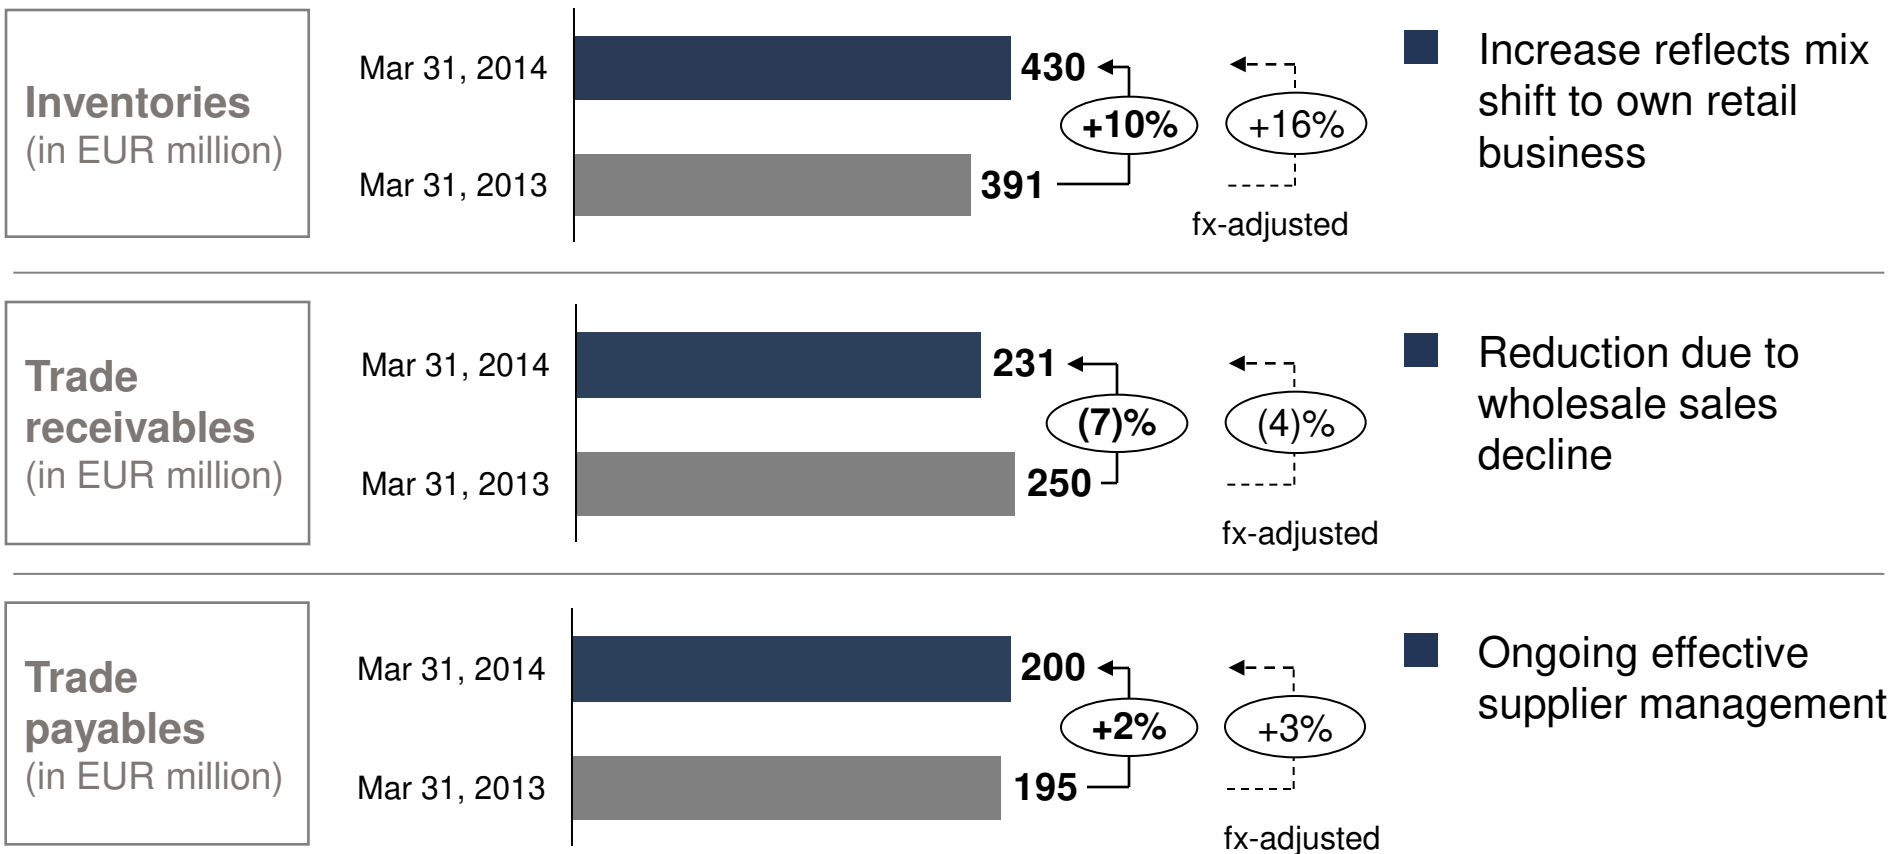 Inventories
(in EUR million)
Mar 31, 2014
430
+10%
+16%
Mar 31, 2013
391
fx-adjusted
Increase reflects mix
shift to own retail
business
Trade
receivables
(in EUR million)
Mar 31, 2014
231
(7)%
(4)%
Mar 31, 2013
250
fx-adjusted
Reduction due to
wholesale sales
decline
Trade
payables
(in EUR million)
Mar 31, 2014
200
+2%
+3%
Mar 31, 2013
195
fx-adjusted
Ongoing effective
supplier management